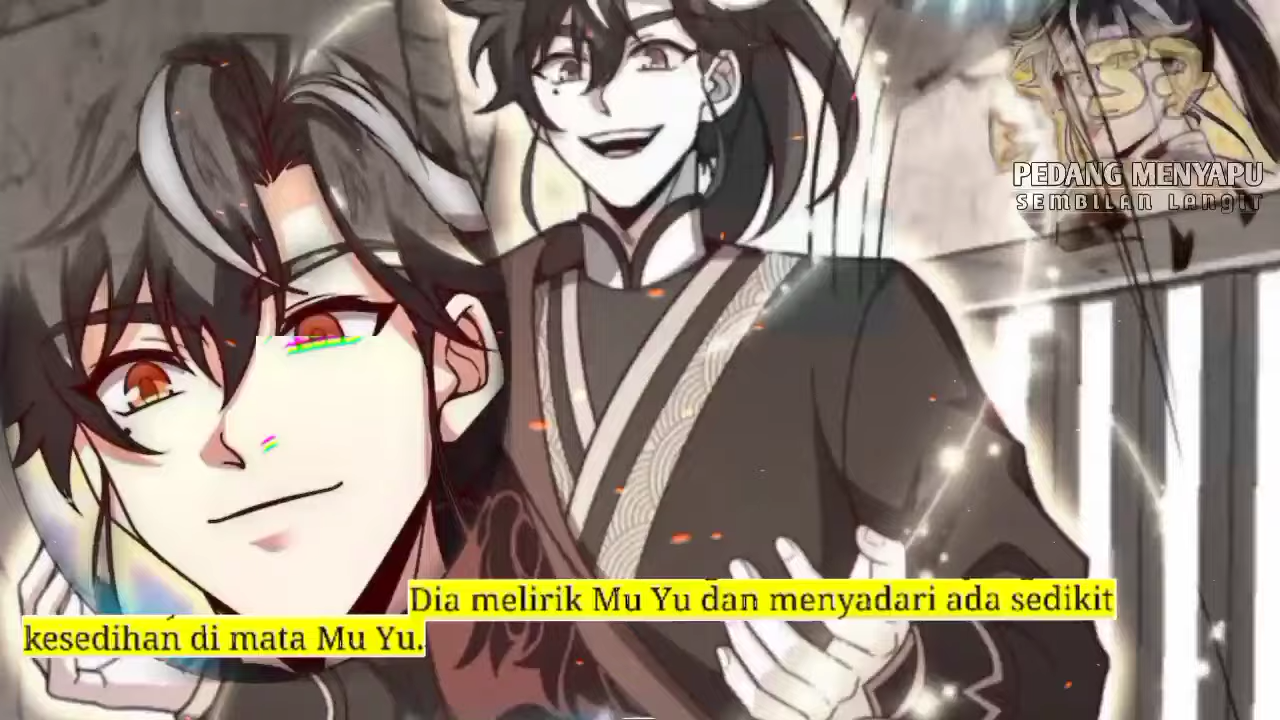 PEDANG MENYAPU
SEMBILAN LANGIT
Dia melirik Mu Yu dan menyadari ada sedikit
kesedihan di mata Mu Yu.